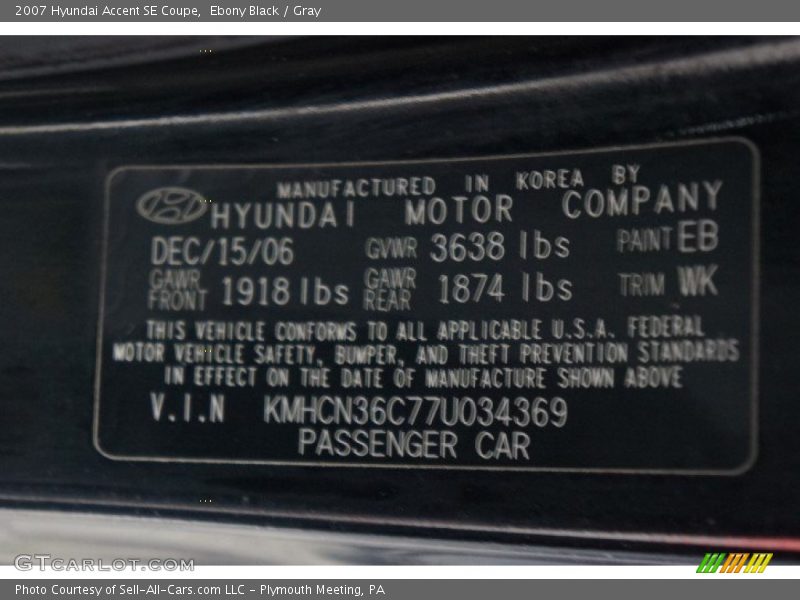 2007 Hyundai Accent SE Coupe, Ebony Black / Gray
MANUFACTURED IN KOREA BY
HYUNDAI MOTOR COMPANY
DEC/15/06 GVWR 3638 lbs PAINT EB
GAWR FRONT 1918 lbs GAWR REAR 1874 lbs TRIM WK
THIS VEHICLE CONFORMS TO ALL APPLICABLE U.S.A. FEDERAL
MOTOR VEHICLE SAFETY, BUMPER, AND THEFT PREVENTION STANDARDS
IN EFFECT ON THE DATE OF MANUFACTURE SHOWN ABOVE
V.I.N KMHCN36C77U034369
PASSENGER CAR
GTCARLOT.COM
Photo Courtesy of Sell-All-Cars.com LLC - Plymouth Meeting, PA